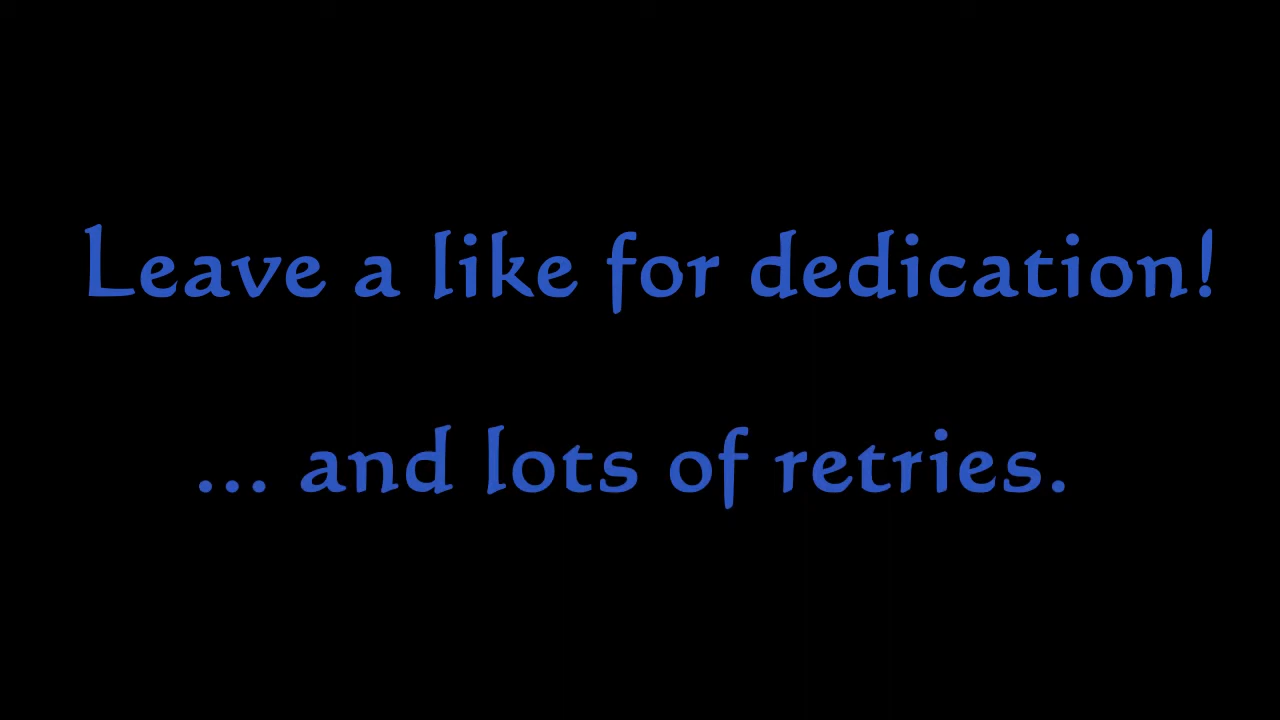 Leave a like for dedication!
... and lots of retries.